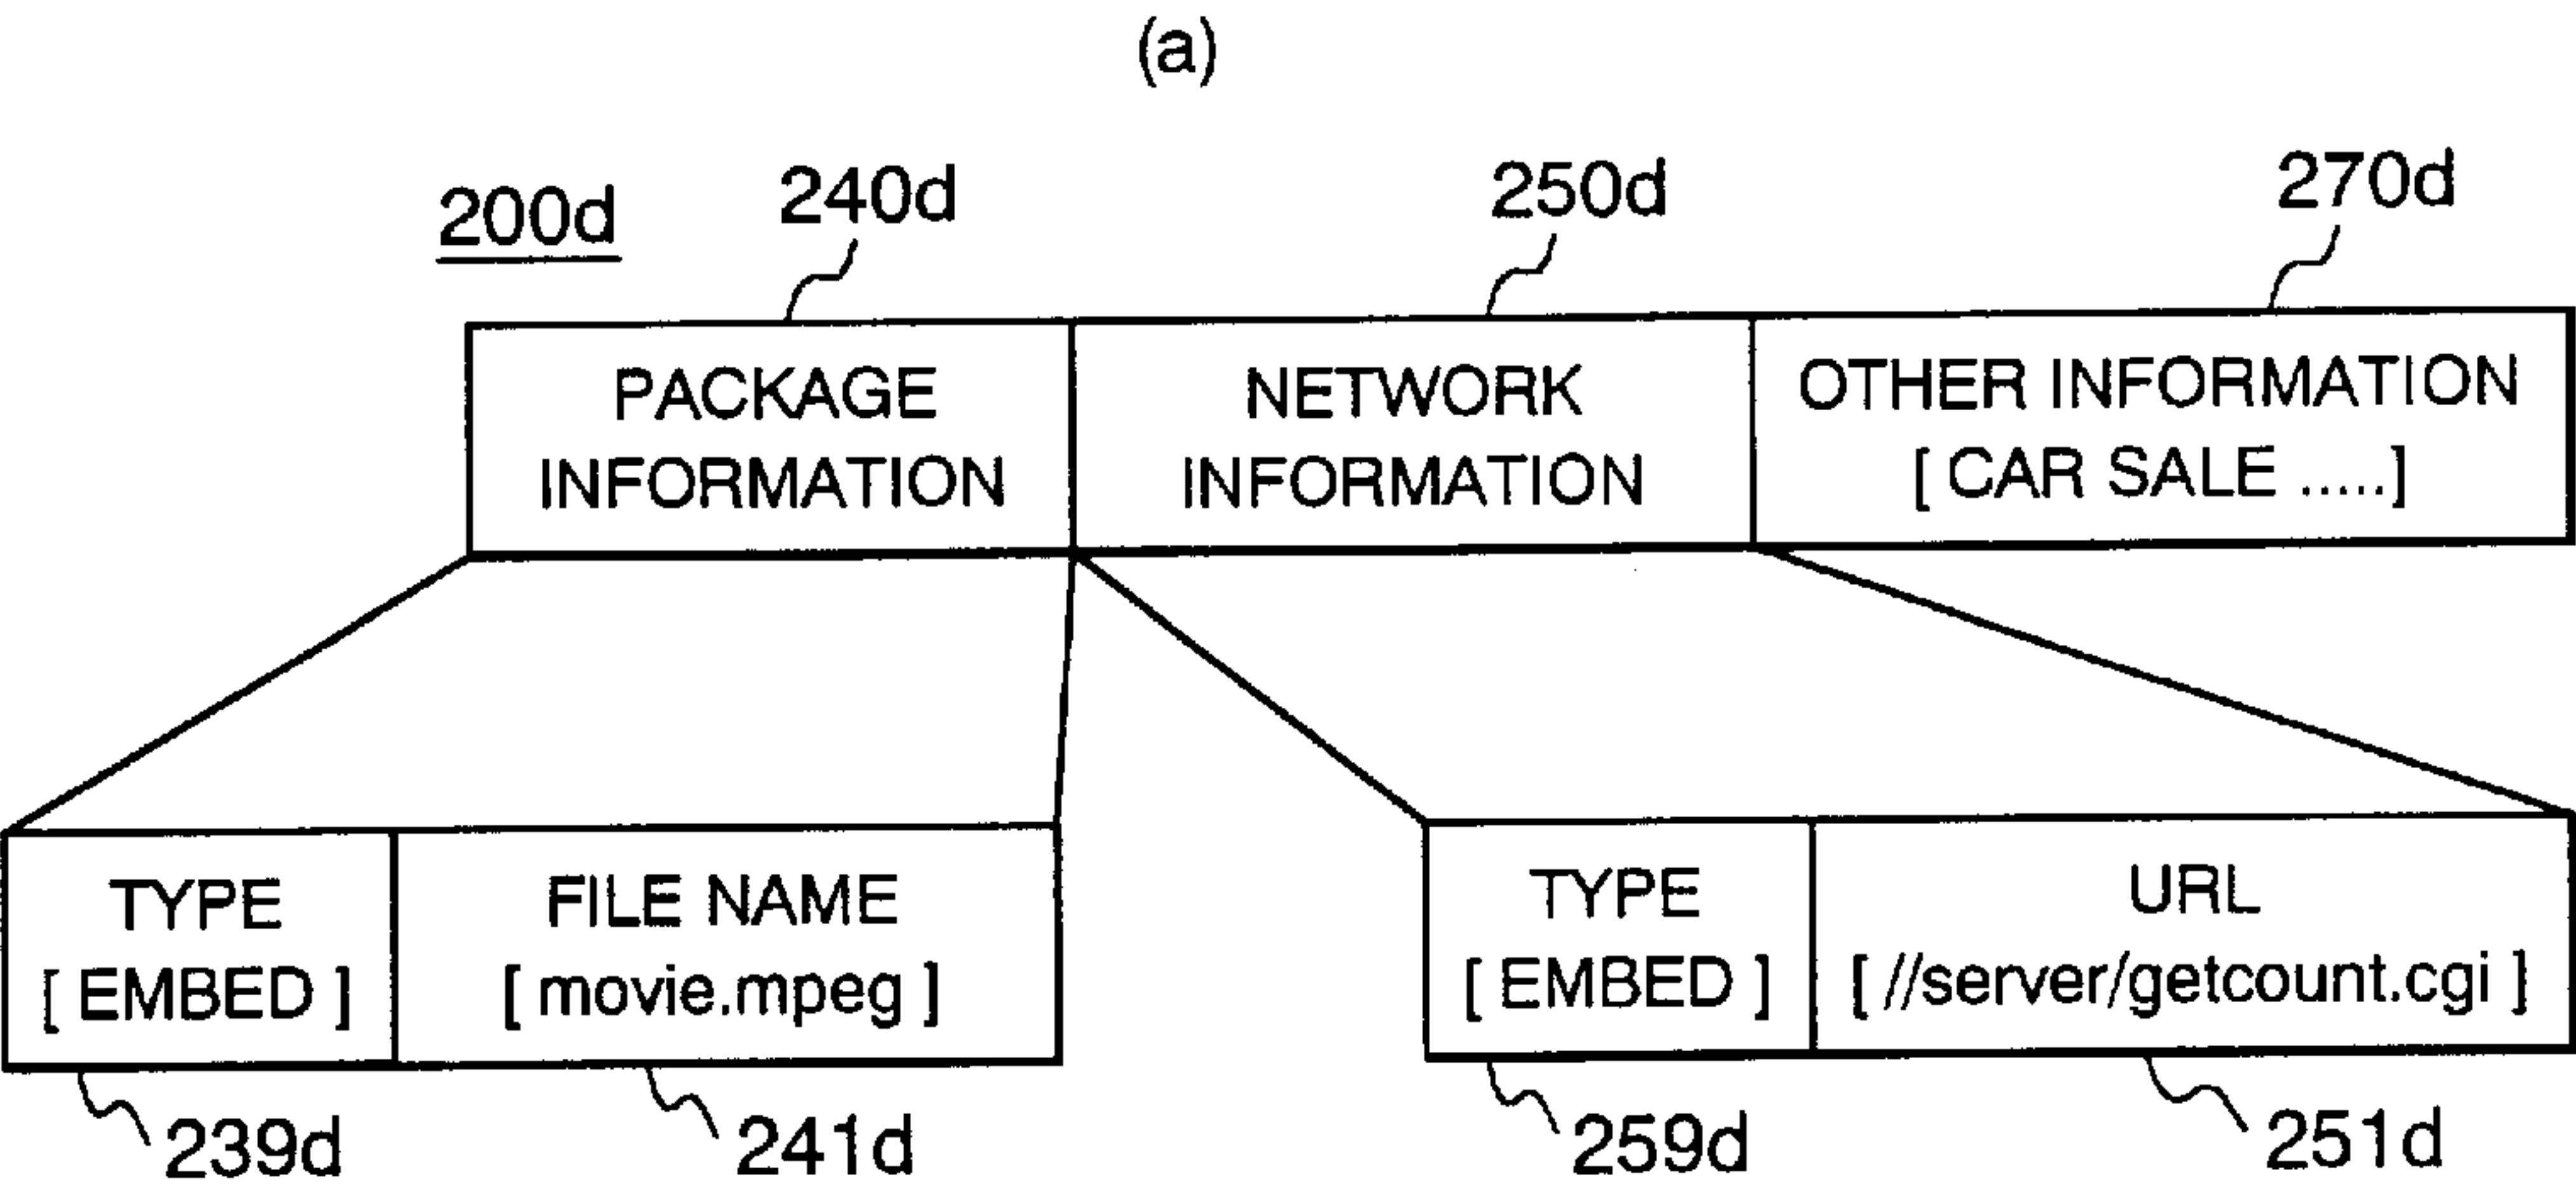 (a)
200d
240d
250d
270d
PACKAGE
INFORMATION
NETWORK
INFORMATION
OTHER INFORMATION
[ CAR SALE .....]
TYPE
[ EMBED ]
FILE NAME
[ movie.mpeg ]
TYPE
[ EMBED ]
URL
[ //server/getcount.cgi ]
239d
241d
259d
251d